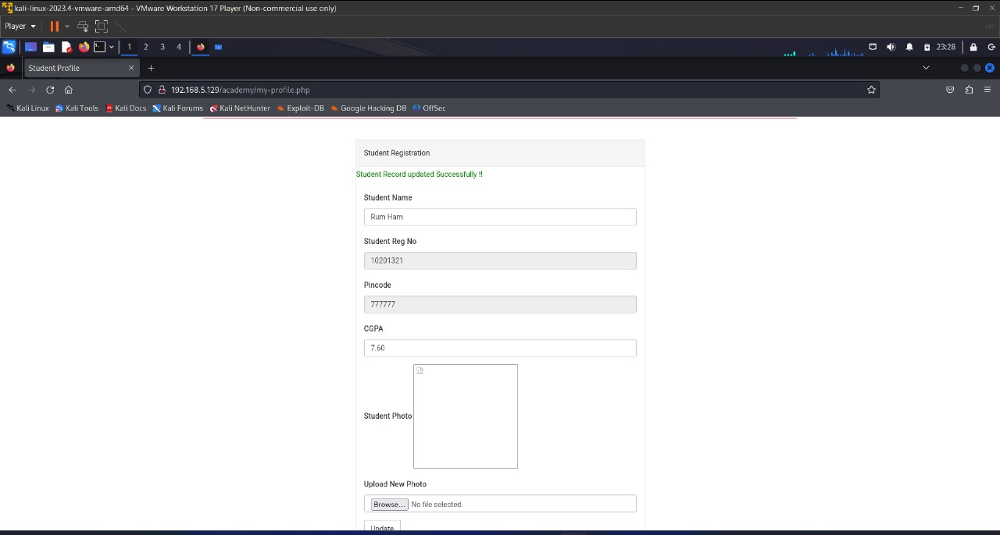 kali-linux-2023.4-vmware-amd64 - VMware Workstation 17 Player (Non-commercial use only)
Player
1 2 3 4 23:28
Student Profile
192.168.5.129/academy/my-profile.php
Kali Linux Kali Tools Kali Docs Kali Forums Kali NetHunter Exploit-DB Google Hacking DB OffSec
Student Registration
Student Record updated Successfully !!
Student Name
Rum Ham
Student Reg No
10201321
Pincode
777777
CGPA
7.60
Student Photo
Upload New Photo
Browse... No file selected.
Update